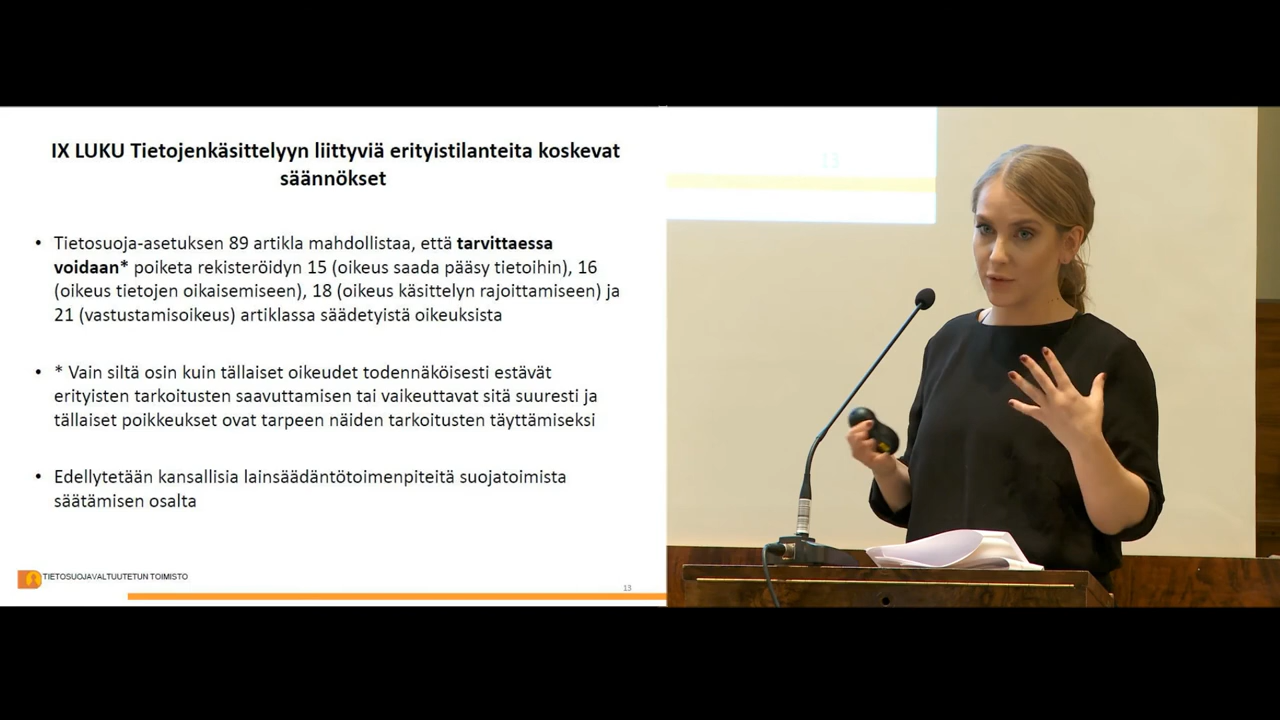 IX LUKU Tietojenkäsittelyyn liittyviä erityistilanteita koskevat
säännökset
• Tietosuoja-asetuksen 89 artikla mahdollistaa, että tarvittaessa
voidaan* poiketa rekisteröidyn 15 (oikeus saada pääsy tietoihin), 16
(oikeus tietojen oikaisemiseen), 18 (oikeus käsittelyn rajoittamiseen) ja
21 (vastustamisoikeus) artiklassa säädetyistä oikeuksista
• * Vain siltä osin kuin tällaiset oikeudet todennäköisesti estävät
erityisten tarkoitusten saavuttamisen tai vaikeuttavat sitä suuresti ja
tällaiset poikkeukset ovat tarpeen näiden tarkoitusten täyttämiseksi
• Edellytetään kansallisia lainsäädäntötoimenpiteitä suojatoimista
säätämisen osalta
TIETOSUOJAVALTUUTETUN TOIMISTO
13
13